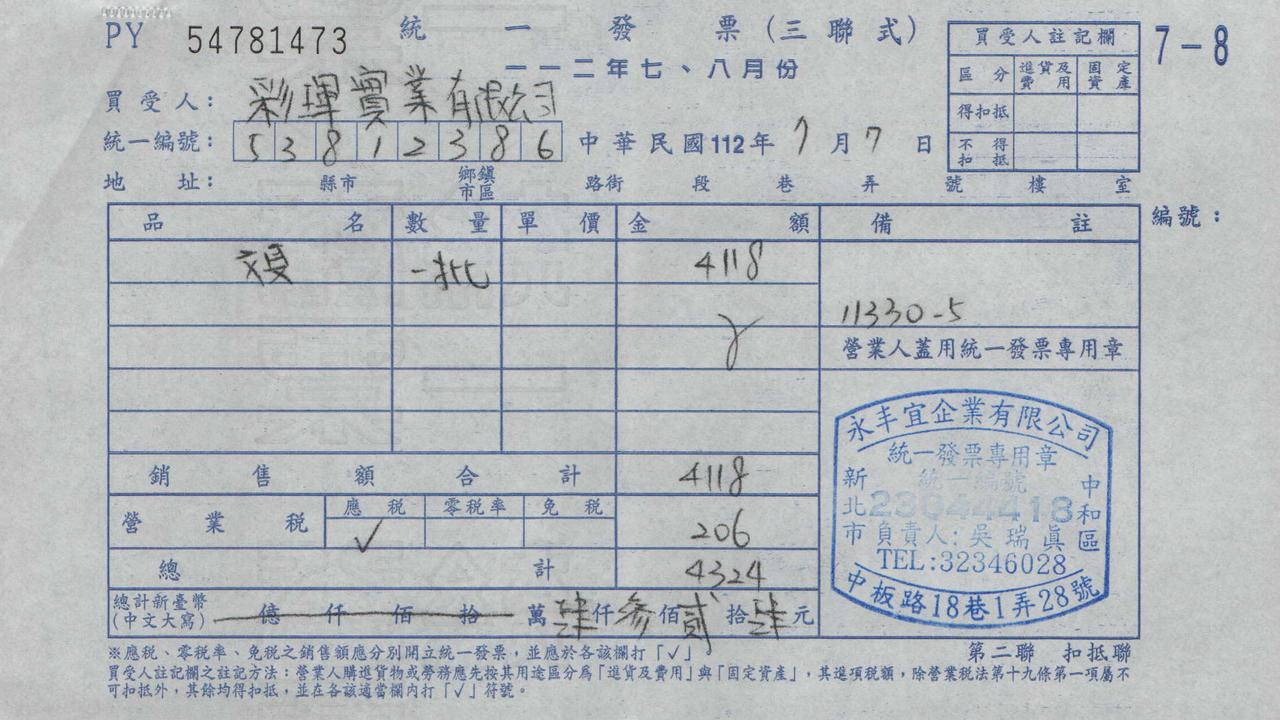 PY 54781473 統一發票(三聯式)
7-8
一一二年七、八月份
買受人註記欄
區分 進貨及費用 固定資產
得扣抵
不得扣抵
買受人: 彩琿實業有限公司
統一編號: 53812386 中華民國112年7月7日
地址: 縣市 鄉鎮市區 路街 段 巷 弄 號 樓 室
品名 數量 單價 金額 備註
編號:
一批 4118
11330-5
營業人蓋用統一發票專用章
銷售額合計 4118
營業稅 應稅 零稅率 免稅 206
✓
總計 4324
總計新臺幣(中文大寫) 億仟佰拾萬肆仟參佰貳拾肆元
永丰宜企業有限公司
統一發票專用章
統一編號
新北市 23644418 中和區
負責人:吳瑞眞
TEL:32346028
中板路18巷1弄28號
※應稅、零稅率、免稅之銷售額應分別開立統一發票,並應於各該欄打「✓」
第二聯 扣抵聯
買受人註記欄之註記方法:營業人購進貨物或勞務應先按其用途區分為「進貨及費用」與「固定資產」,其進項稅額,除營業稅法第十九條第一項屬不
可扣抵外,其餘均得扣抵,並在各該適當欄內打「✓」符號。